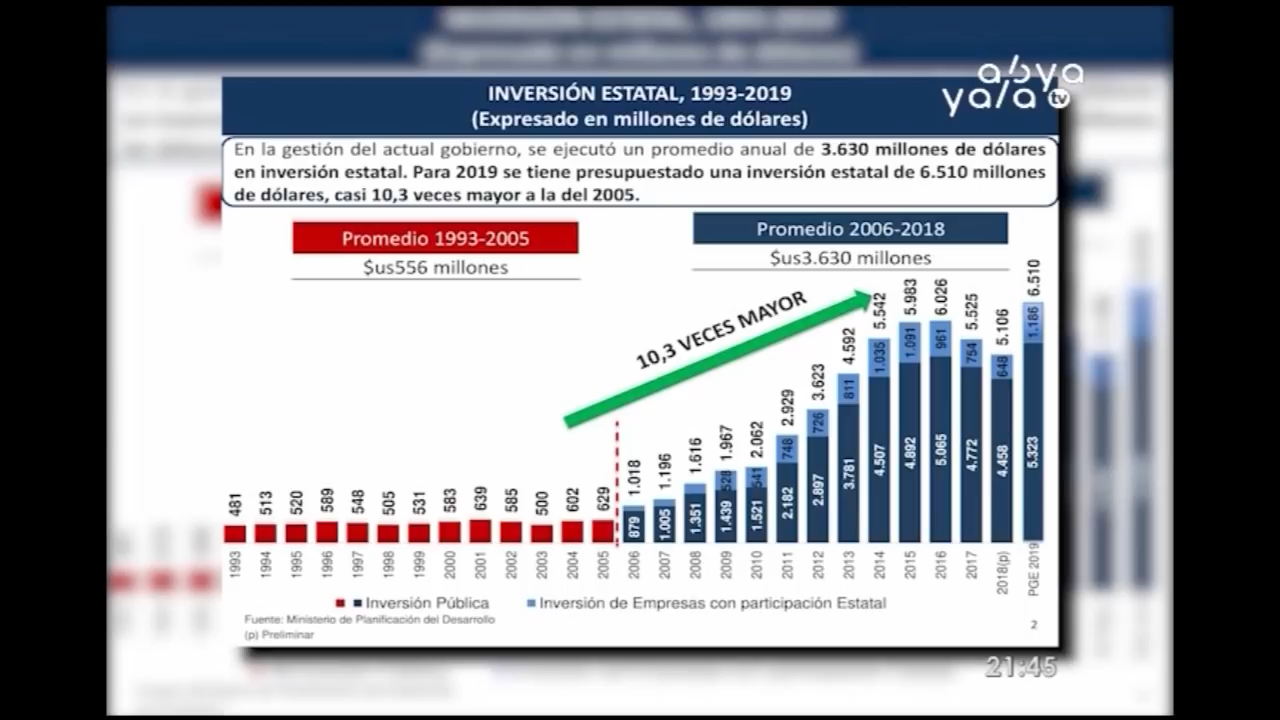 abya
yala tv
INVERSIÓN ESTATAL, 1993-2019
(Expresado en millones de dólares)
En la gestión del actual gobierno, se ejecutó un promedio anual de 3.630 millones de dólares
en inversión estatal. Para 2019 se tiene presupuestado una inversión estatal de 6.510 millones
de dólares, casi 10,3 veces mayor a la del 2005.
Promedio 1993-2005
$us556 millones
Promedio 2006-2018
$us3.630 millones
10,3 VECES MAYOR
481 513 520 589 548 505 531 583 639 585 500 602 629 1.018 1.196 1.616 1.967 2.062 2.929 3.623 4.592 5.542 5.983 6.026 5.525 5.106 6.510
528 541 748 726 811 1.035 1.091 961 754 648 1.186
879 1.005 1.351 1.439 1.521 2.182 2.897 3.781 4.507 4.892 5.065 4.772 4.458 5.323
1993 1994 1995 1996 1997 1998 1999 2000 2001 2002 2003 2004 2005 2006 2007 2008 2009 2010 2011 2012 2013 2014 2015 2016 2017 2018(p) PGE 2019
Inversión Pública
Inversión de Empresas con participación Estatal
Fuente: Ministerio de Planificación del Desarrollo
(p) Preliminar
2
21:45